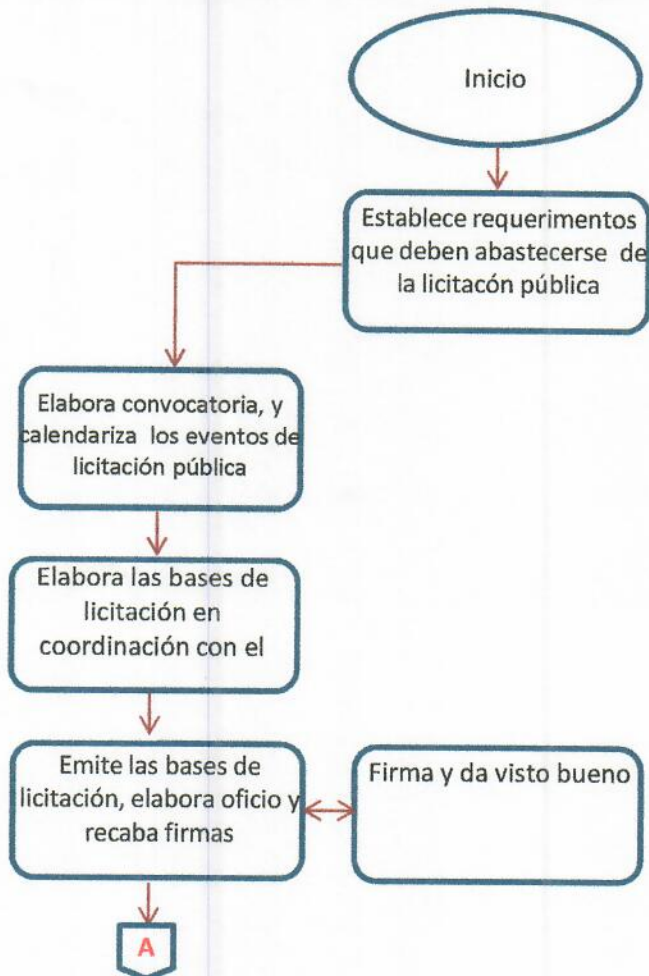 Inicio
Establece requerimentos
que deben abastecerse de
la licitacón pública
Elabora convocatoria, y
calendariza los eventos de
licitación pública
Elabora las bases de
licitación en
coordinación con el
Emite las bases de
licitación, elabora oficio y
recaba firmas
Firma y da visto bueno
A